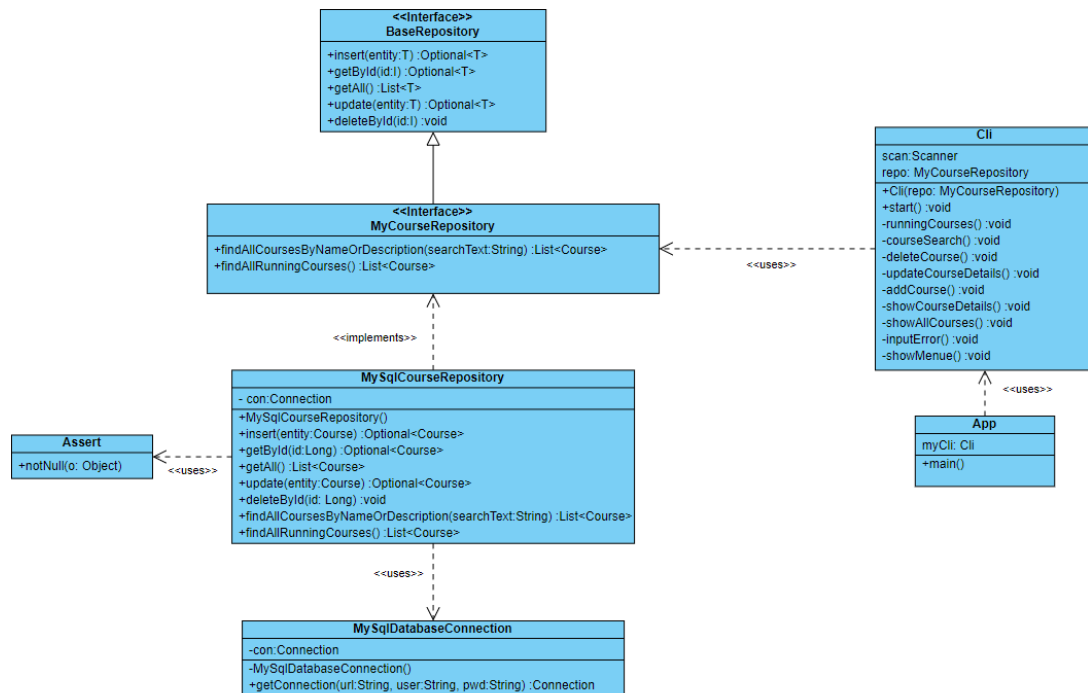 <<Interface>>
BaseRepository
+insert(entity:T) :Optional<T>
+getById(id:I) :Optional<T>
+getAll() :List<T>
+update(entity:T) :Optional<T>
+deleteById(id:I) :void
<<Interface>>
MyCourseRepository
+findAllCoursesByNameOrDescription(searchText:String) :List<Course>
+findAllRunningCourses() :List<Course>
<<uses>>
Cli
scan:Scanner
repo: MyCourseRepository
+Cli(repo: MyCourseRepository)
+start() :void
-runningCourses() :void
-courseSearch() :void
-deleteCourse() :void
-updateCourseDetails() :void
-addCourse() :void
-showCourseDetails() :void
-showAllCourses() :void
-inputError() :void
-showMenue() :void
<<uses>>
App
myCli: Cli
+main()
<<implements>>
MySqlCourseRepository
- con:Connection
+MySqlCourseRepository()
+insert(entity:Course) :Optional<Course>
+getById(id:Long) :Optional<Course>
+getAll() :List<Course>
+update(entity:Course) :Optional<Course>
+deleteById(id: Long) :void
+findAllCoursesByNameOrDescription(searchText:String) :List<Course>
+findAllRunningCourses() :List<Course>
Assert
+notNull(o: Object)
<<uses>>
<<uses>>
MySqlDatabaseConnection
-con:Connection
-MySqlDatabaseConnection()
+getConnection(url:String, user:String, pwd:String) :Connection